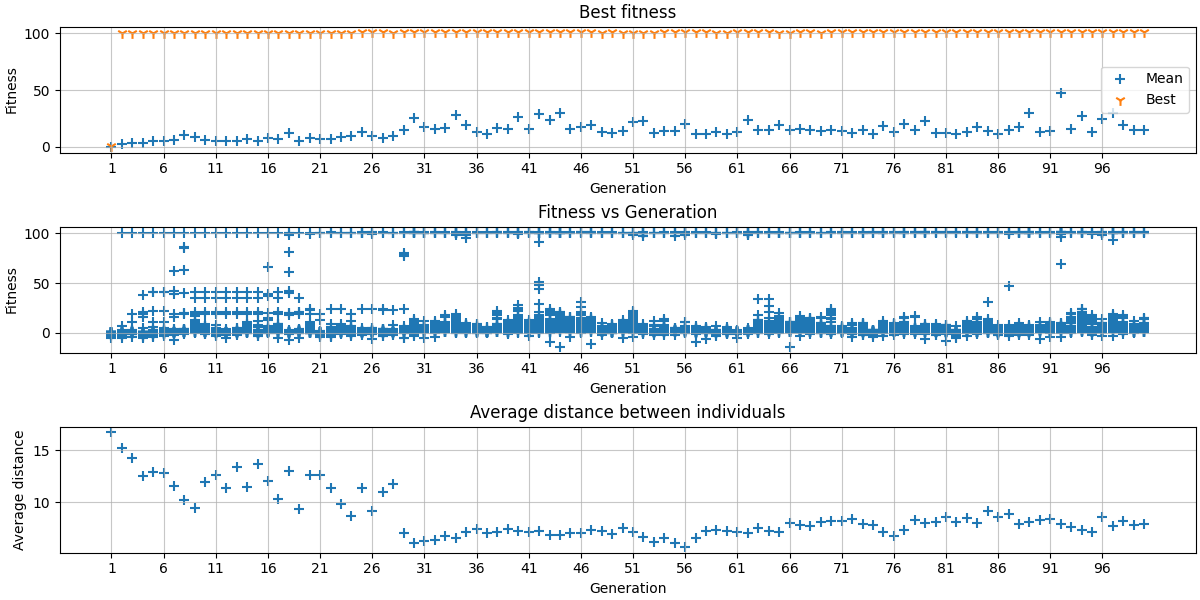 Best fitness
100
50
0
Fitness
Mean
Best
1 6 11 16 21 26 31 36 41 46 51 56 61 66 71 76 81 86 91 96
Generation
Fitness vs Generation
100
50
0
Fitness
1 6 11 16 21 26 31 36 41 46 51 56 61 66 71 76 81 86 91 96
Generation
Average distance between individuals
15
10
Average distance
1 6 11 16 21 26 31 36 41 46 51 56 61 66 71 76 81 86 91 96
Generation